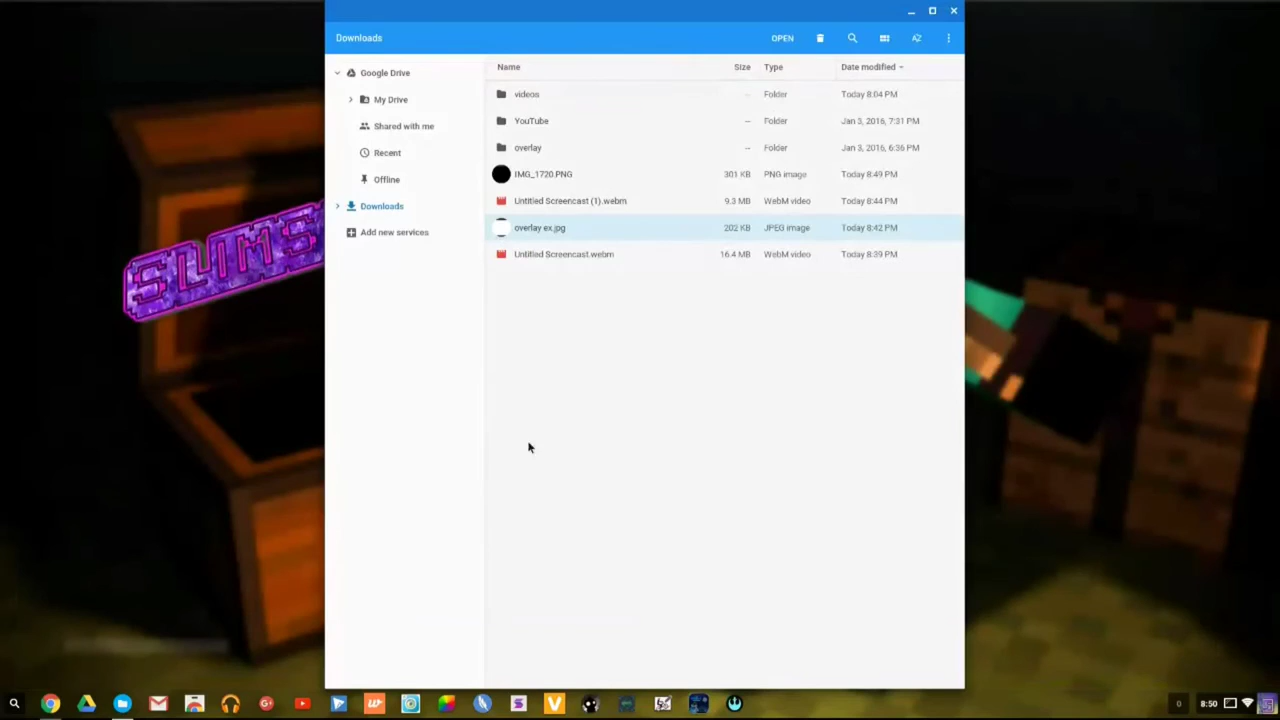 Downloads
OPEN
AZ
Google Drive
My Drive
Shared with me
Recent
Offline
Downloads
Add new services
Name Size Type Date modified
videos -- Folder Today 8:04 PM
YouTube -- Folder Jan 3, 2016, 7:31 PM
overlay -- Folder Jan 3, 2016, 6:36 PM
IMG_1720.PNG 301 KB PNG image Today 8:49 PM
Untitled Screencast (1).webm 9.3 MB WebM video Today 8:44 PM
overlay ex.jpg 202 KB JPEG image Today 8:42 PM
Untitled Screencast.webm 16.4 MB WebM video Today 8:39 PM
SLIMS
0 8:50